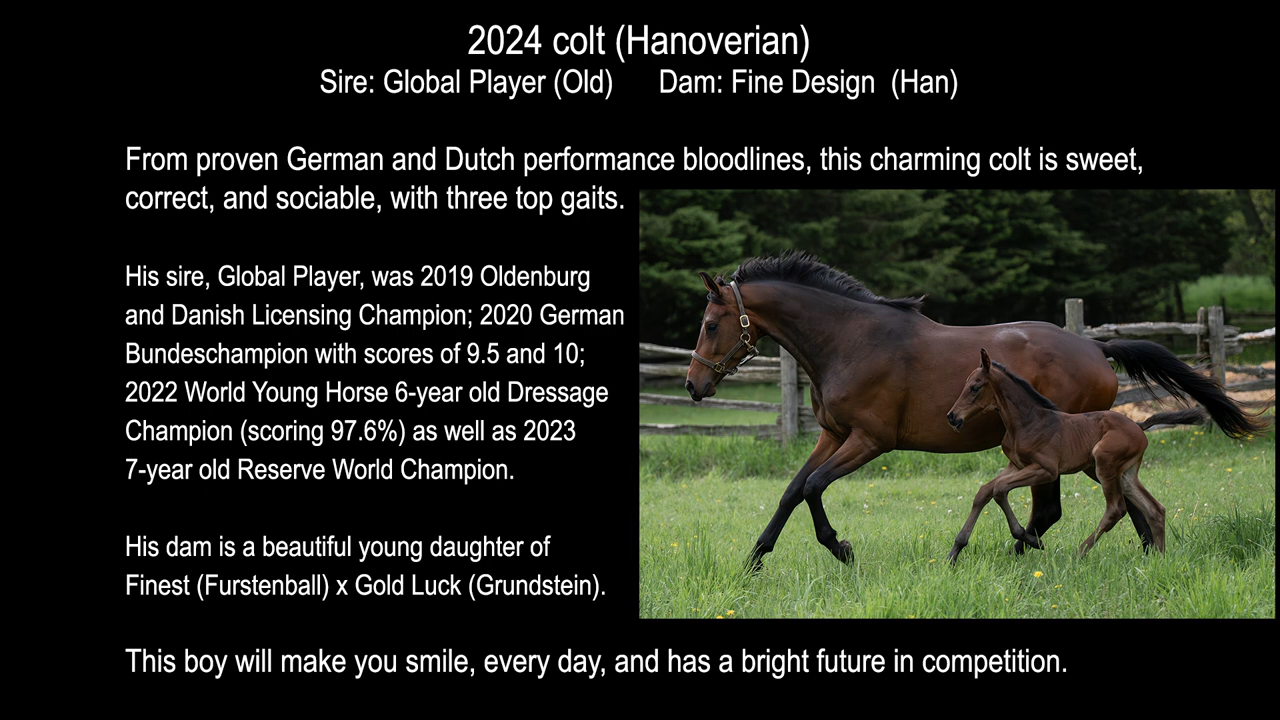 2024 colt (Hanoverian)
Sire: Global Player (Old) Dam: Fine Design (Han)
From proven German and Dutch performance bloodlines, this charming colt is sweet,
correct, and sociable, with three top gaits.
His sire, Global Player, was 2019 Oldenburg
and Danish Licensing Champion; 2020 German
Bundeschampion with scores of 9.5 and 10;
2022 World Young Horse 6-year old Dressage
Champion (scoring 97.6%) as well as 2023
7-year old Reserve World Champion.
His dam is a beautiful young daughter of
Finest (Furstenball) x Gold Luck (Grundstein).
This boy will make you smile, every day, and has a bright future in competition.